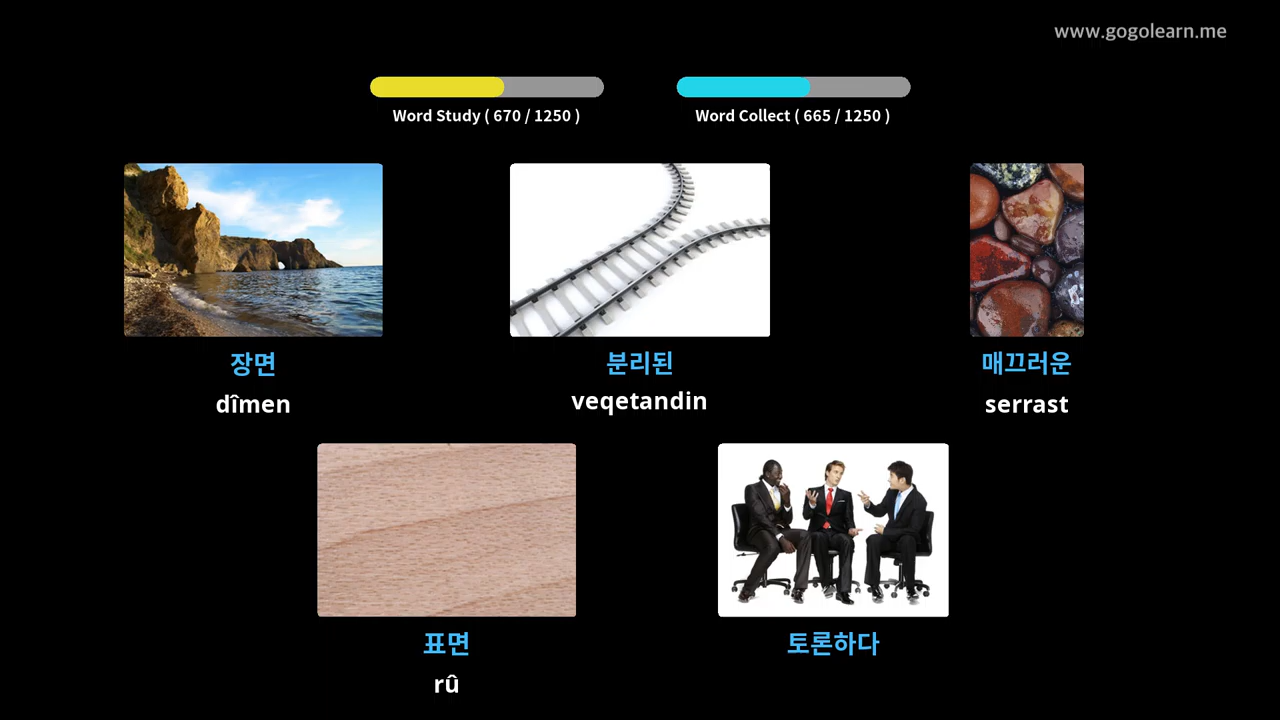 www.gogolearn.me
Word Study ( 670 / 1250 )
Word Collect ( 665 / 1250 )
장면
dîmen
분리된
veqetandin
매끄러운
serrast
표면
rû
토론하다